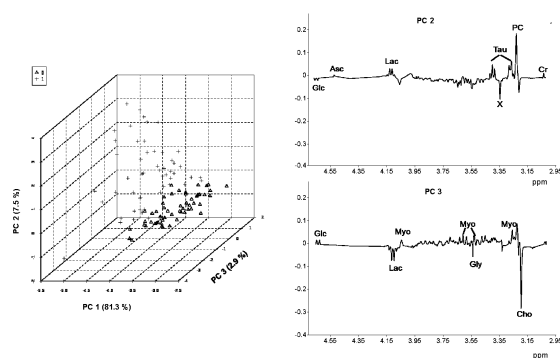 PC 2 (7.5 %)
PC 1 (81.3 %)
PC 3 (2.9 %)
PC 2
PC
Tau
Lac
Asc
Glc
Cr
X
0.2
0.1
0
-0.1
-0.2
-0.3
-0.4
4.55 4.35 4.15 3.95 3.75 3.55 3.35 3.15 2.95
ppm
PC 3
Glc
Myo
Myo
Myo
Lac
Gly
Cho
0.1
0
-0.1
-0.2
-0.3
-0.4
4.55 4.35 4.15 3.95 3.75 3.55 3.35 3.15 2.95
ppm